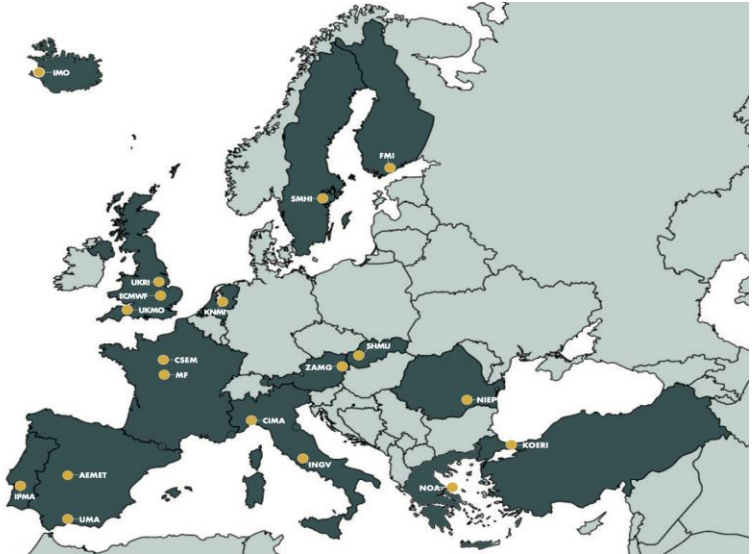 IMO
FMI
SMHI
UKRI
ECMWF
UKMO
KNMI
CSEM
MF
SHMU
ZAMG
NIEP
CIMA
KOERI
INGV
AEMET
IPMA
NOA
UMA